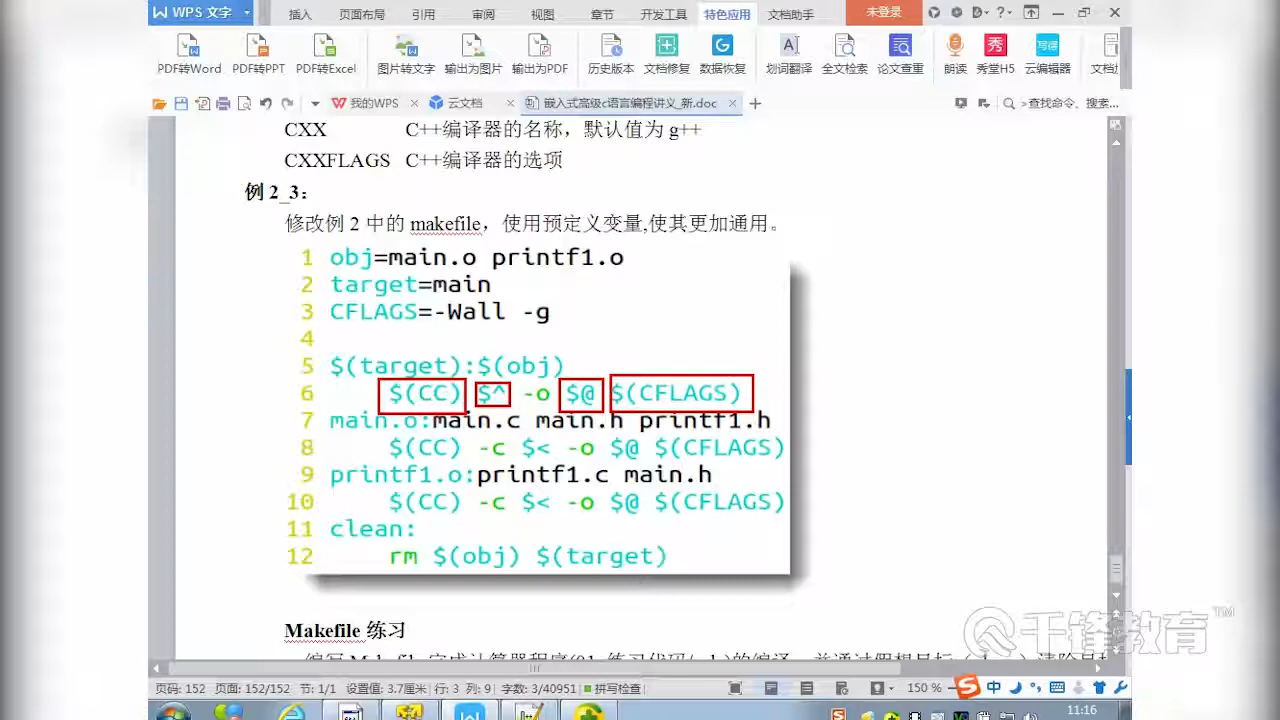 WPS 文字
插入 页面布局 引用 审阅 视图 章节 开发工具 特色应用 文档助手 未登录
PDF转Word PDF转PPT PDF转Excel 图片转文字 输出为图片 输出为PDF 历史版本 文档修复 数据恢复 划词翻译 全文检索 论文查重 朗读 秀堂H5 云编辑器
我的WPS 云文档 嵌入式高级c语言编程讲义_新.doc 查找命令、搜索...
CXX C++编译器的名称，默认值为 g++
CXXFLAGS C++编译器的选项
例 2_3：
修改例 2 中的 makefile，使用预定义变量,使其更加通用。
1 obj=main.o printf1.o
2 target=main
3 CFLAGS=-Wall -g
4
5 $(target):$(obj)
6 $(CC) $^ -o $@ $(CFLAGS)
7 main.o:main.c main.h printf1.h
8 $(CC) -c $< -o $@ $(CFLAGS)
9 printf1.o:printf1.c main.h
10 $(CC) -c $< -o $@ $(CFLAGS)
11 clean:
12 rm $(obj) $(target)
Makefile 练习
千锋教育 TM
页码: 152 页面: 152/152 节: 1/1 设置值: 3.7厘米 行: 3 列: 9 字数: 3/40951 拼写检查 150 % 中
11:16